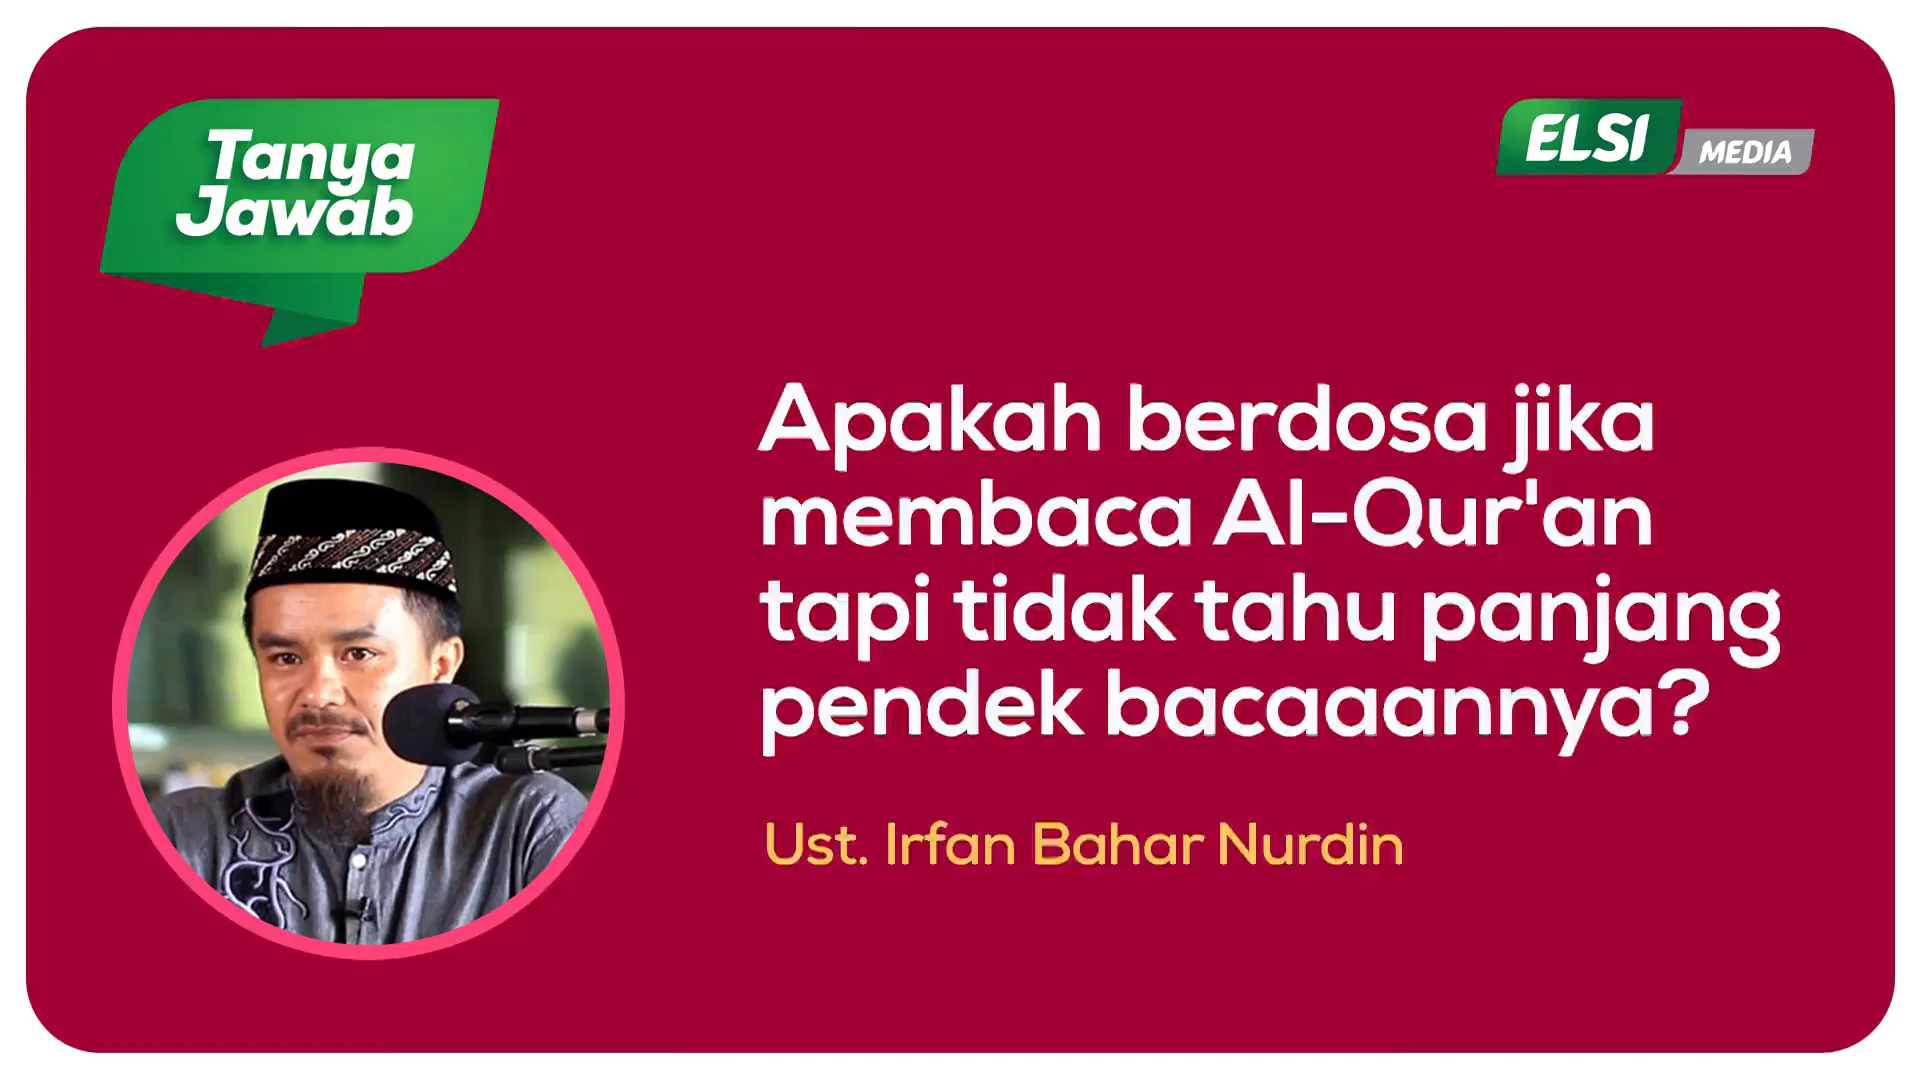 Tanya
Jawab
ELSI
MEDIA
Apakah berdosa jika
membaca Al-Qur'an
tapi tidak tahu panjang
pendek bacaaannya?
Ust. Irfan Bahar Nurdin